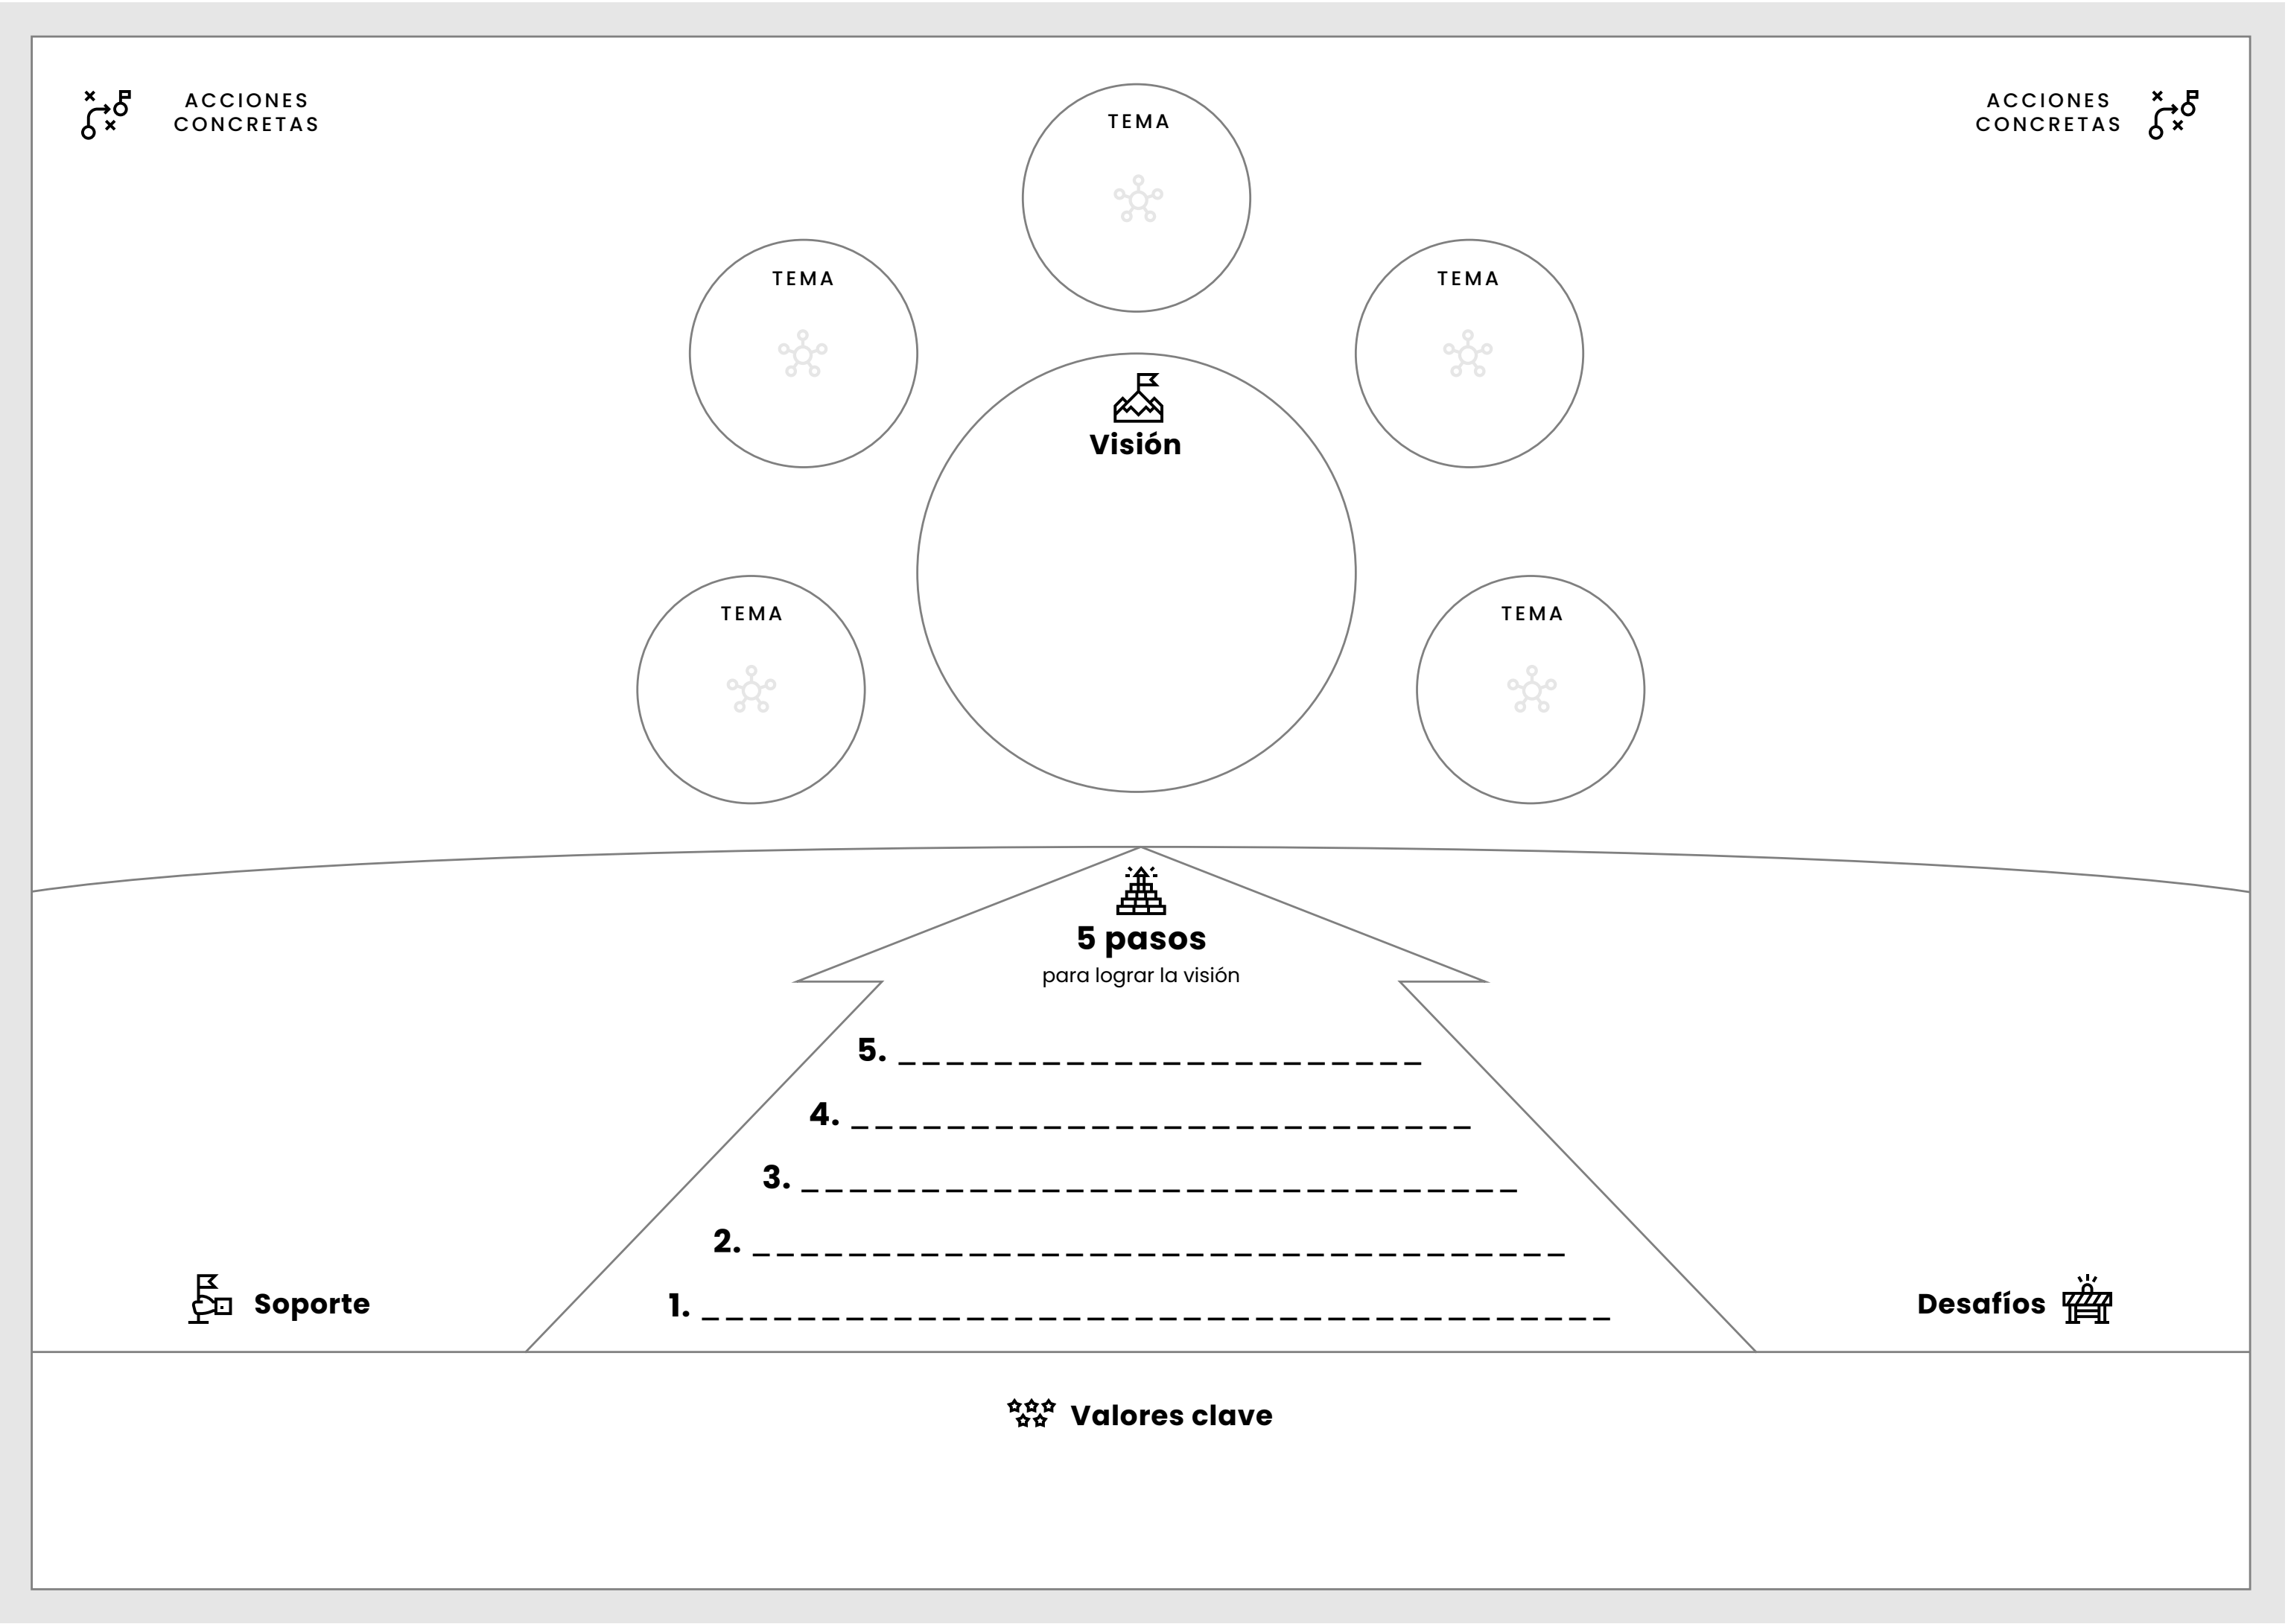 ACCIONES
CONCRETAS
TEMA
ACCIONES
CONCRETAS
TEMA
TEMA
Visión
TEMA
TEMA
5 pasos
para lograr la visión
5.
4.
3.
2.
1.
Soporte
Desafíos
Valores clave